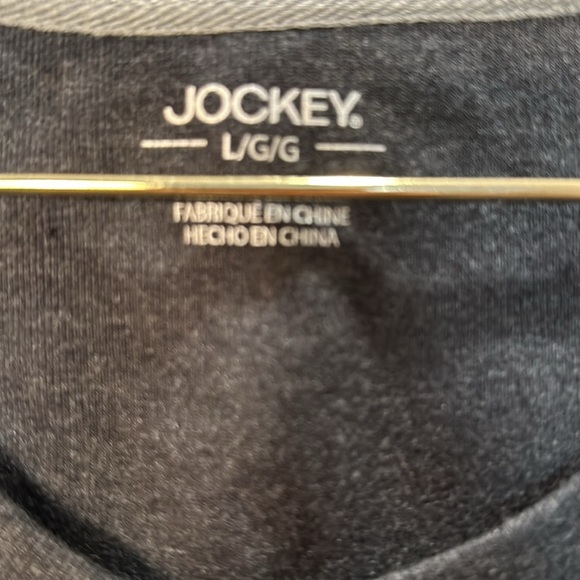 JOCKEY®
L/G/G
FABRIQUÉ EN CHINE
HECHO EN CHINA